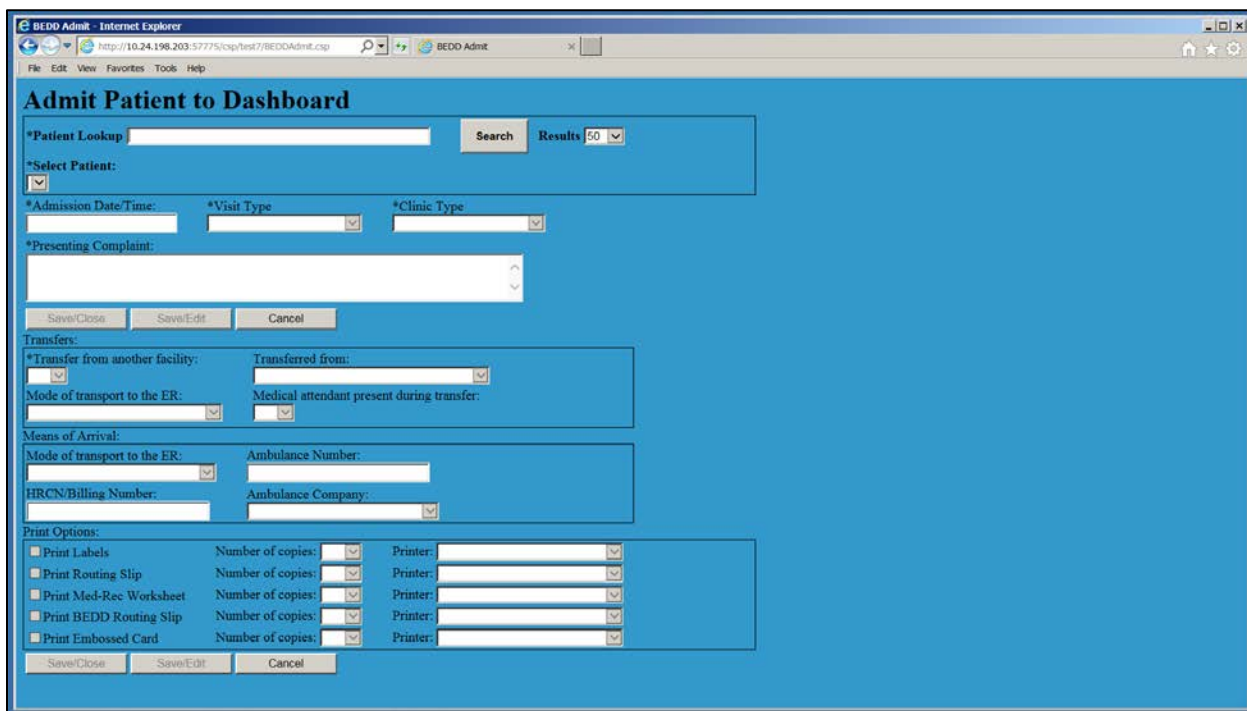 BEDD Admit - Internet Explorer
http://10.24.198.203:57775/csp/test7/BEDDAdmit.csp BEDD Admit
File Edit View Favorites Tools Help
Admit Patient to Dashboard
*Patient Lookup Search Results 50
*Select Patient:
*Admission Date/Time: *Visit Type *Clinic Type
*Presenting Complaint:
Save/Close Save/Edit Cancel
Transfers:
*Transfer from another facility: Transferred from:
Mode of transport to the ER: Medical attendant present during transfer:
Means of Arrival:
Mode of transport to the ER: Ambulance Number:
HRCN/Billing Number: Ambulance Company:
Print Options:
Print Labels Number of copies: Printer:
Print Routing Slip Number of copies: Printer:
Print Med-Rec Worksheet Number of copies: Printer:
Print BEDD Routing Slip Number of copies: Printer:
Print Embossed Card Number of copies: Printer:
Save/Close Save/Edit Cancel